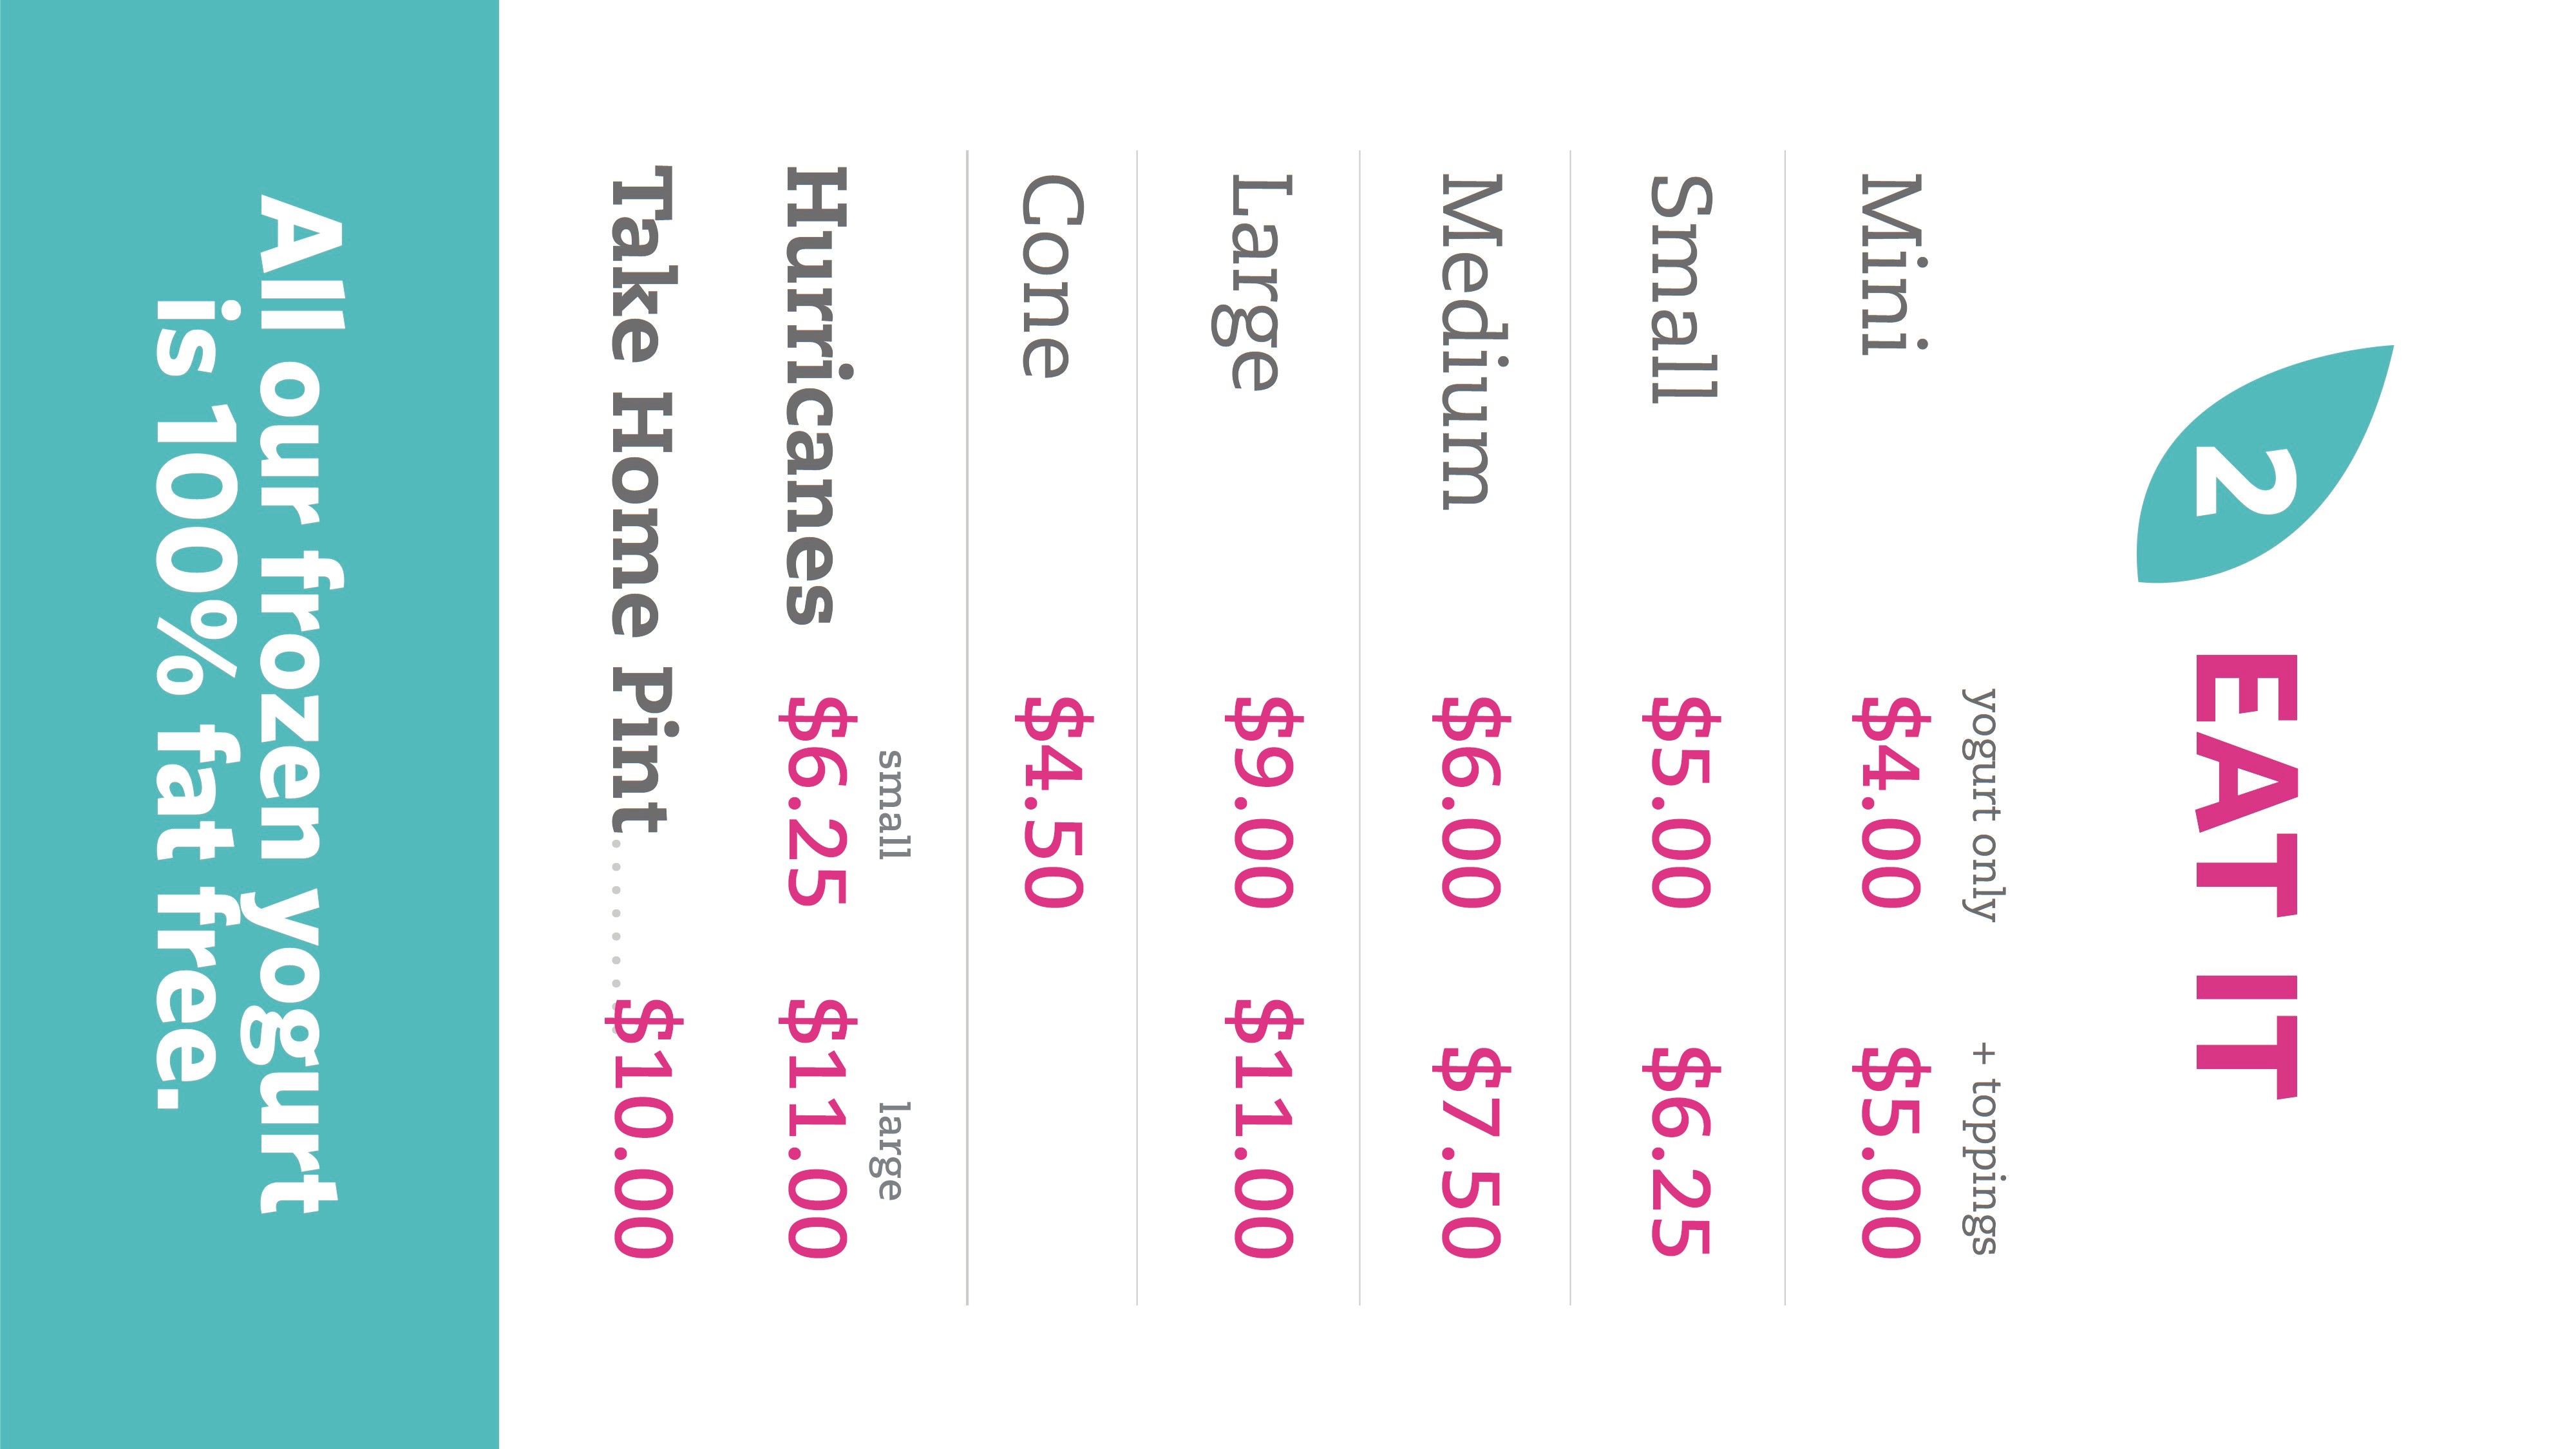 2 EAT IT
yogurt only + toppings
Mini $4.00 $5.00
Small $5.00 $6.25
Medium $6.00 $7.50
Large $9.00 $11.00
Cone $4.50
small large
Hurricanes $6.25 $11.00
Take Home Pint......... $10.00
All our frozen yogurt
is 100% fat free.